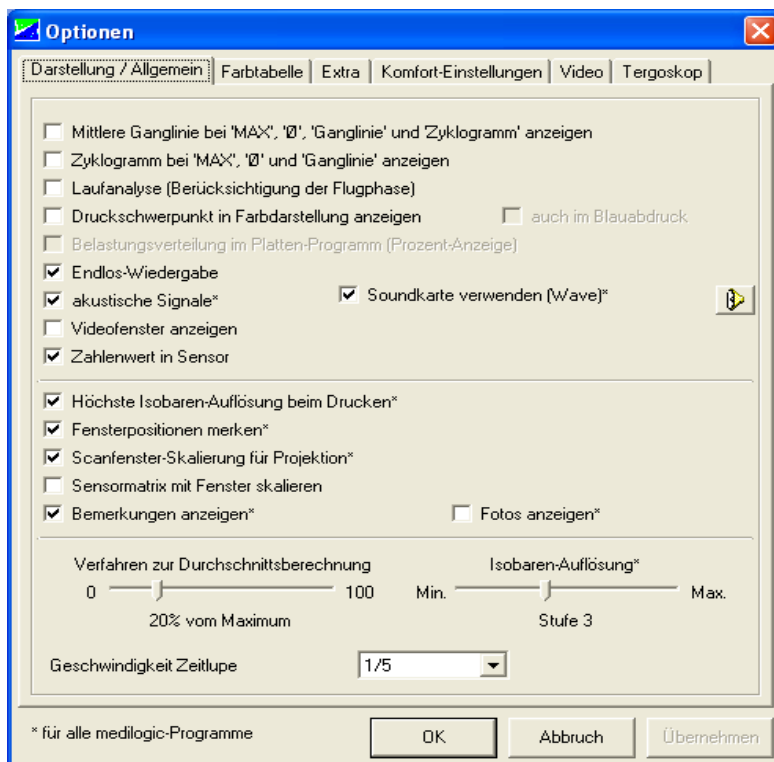 Optionen
Darstellung / Allgemein Farbtabelle Extra Komfort-Einstellungen Video Tergoskop
Mittlere Ganglinie bei 'MAX', 'Ø', 'Ganglinie' und 'Zyklogramm' anzeigen
Zyklogramm bei 'MAX', 'Ø' und 'Ganglinie' anzeigen
Laufanalyse (Berücksichtigung der Flugphase)
Druckschwerpunkt in Farbdarstellung anzeigen auch im Blauabdruck
Belastungsverteilung im Platten-Programm (Prozent-Anzeige)
Endlos-Wiedergabe
akustische Signale* Soundkarte verwenden (Wave)*
Videofenster anzeigen
Zahlenwert in Sensor
Höchste Isobaren-Auflösung beim Drucken*
Fensterpositionen merken*
Scanfenster-Skalierung für Projektion*
Sensormatrix mit Fenster skalieren
Bemerkungen anzeigen* Fotos anzeigen*
Verfahren zur Durchschnittsberechnung Isobaren-Auflösung*
0 100 Min. Max.
20% vom Maximum Stufe 3
Geschwindigkeit Zeitlupe 1/5
* für alle medilogic-Programme OK Abbruch Übernehmen